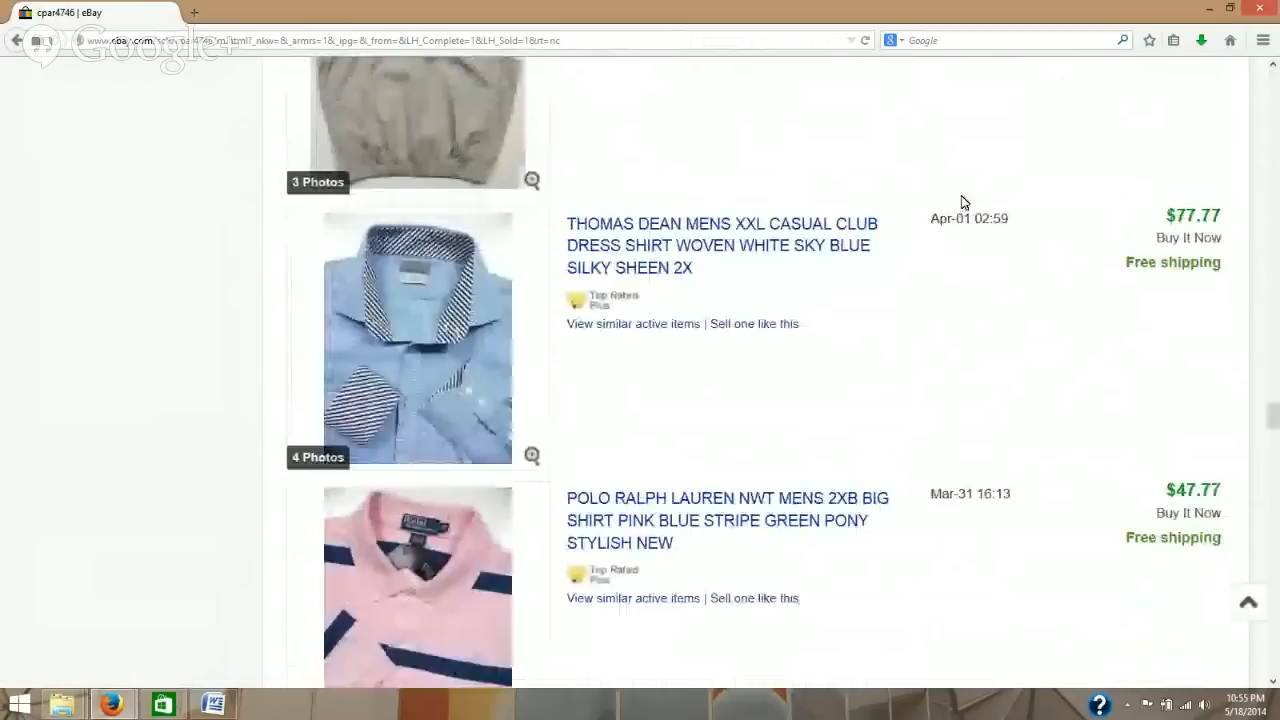 cpar4746 | eBay
Google+
Google
3 Photos
THOMAS DEAN MENS XXL CASUAL CLUB
DRESS SHIRT WOVEN WHITE SKY BLUE
SILKY SHEEN 2X
Apr-01 02:59
$77.77
Buy It Now
Free shipping
Top Rated
Plus
View similar active items | Sell one like this
4 Photos
POLO RALPH LAUREN NWT MENS 2XB BIG
SHIRT PINK BLUE STRIPE GREEN PONY
STYLISH NEW
Mar-31 16:13
$47.77
Buy It Now
Free shipping
Top Rated
Plus
View similar active items | Sell one like this
10:55 PM
5/18/2014